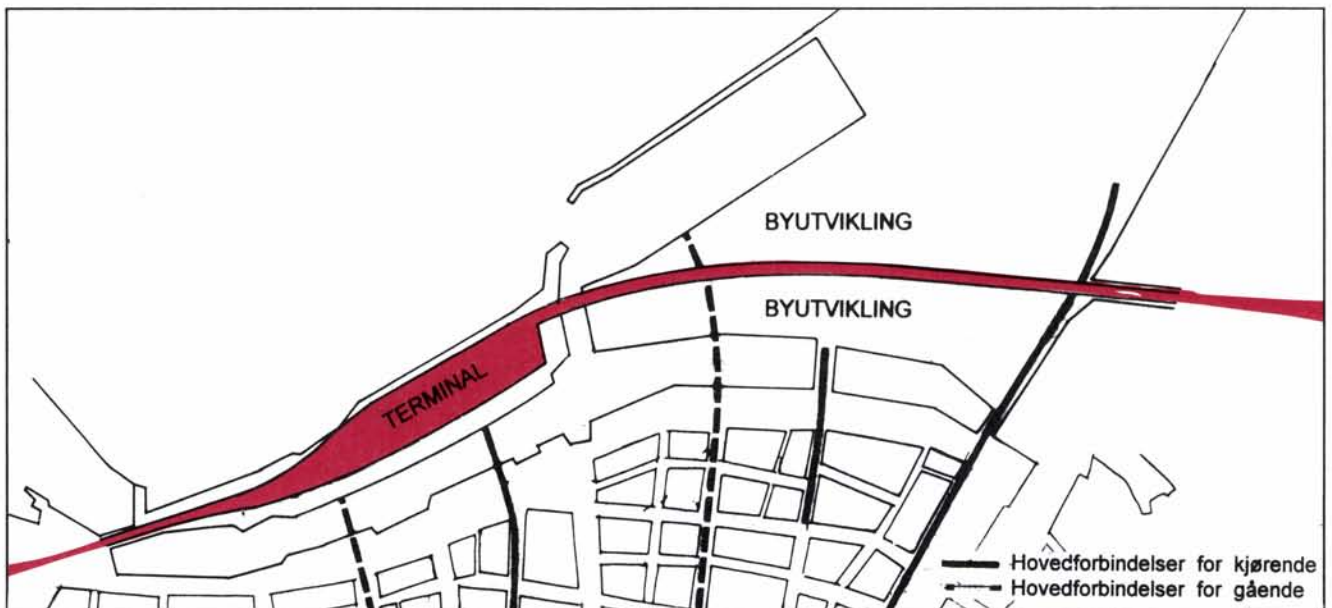 BYUTVIKLING
BYUTVIKLING
TERMINAL
Hovedforbindelser for kjørende
Hovedforbindelser for gående